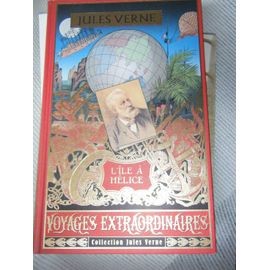 JULES VERNE
L'ÎLE À
HÉLICE
VOYAGES EXTRAORDINAIRES
Collection Jules Verne